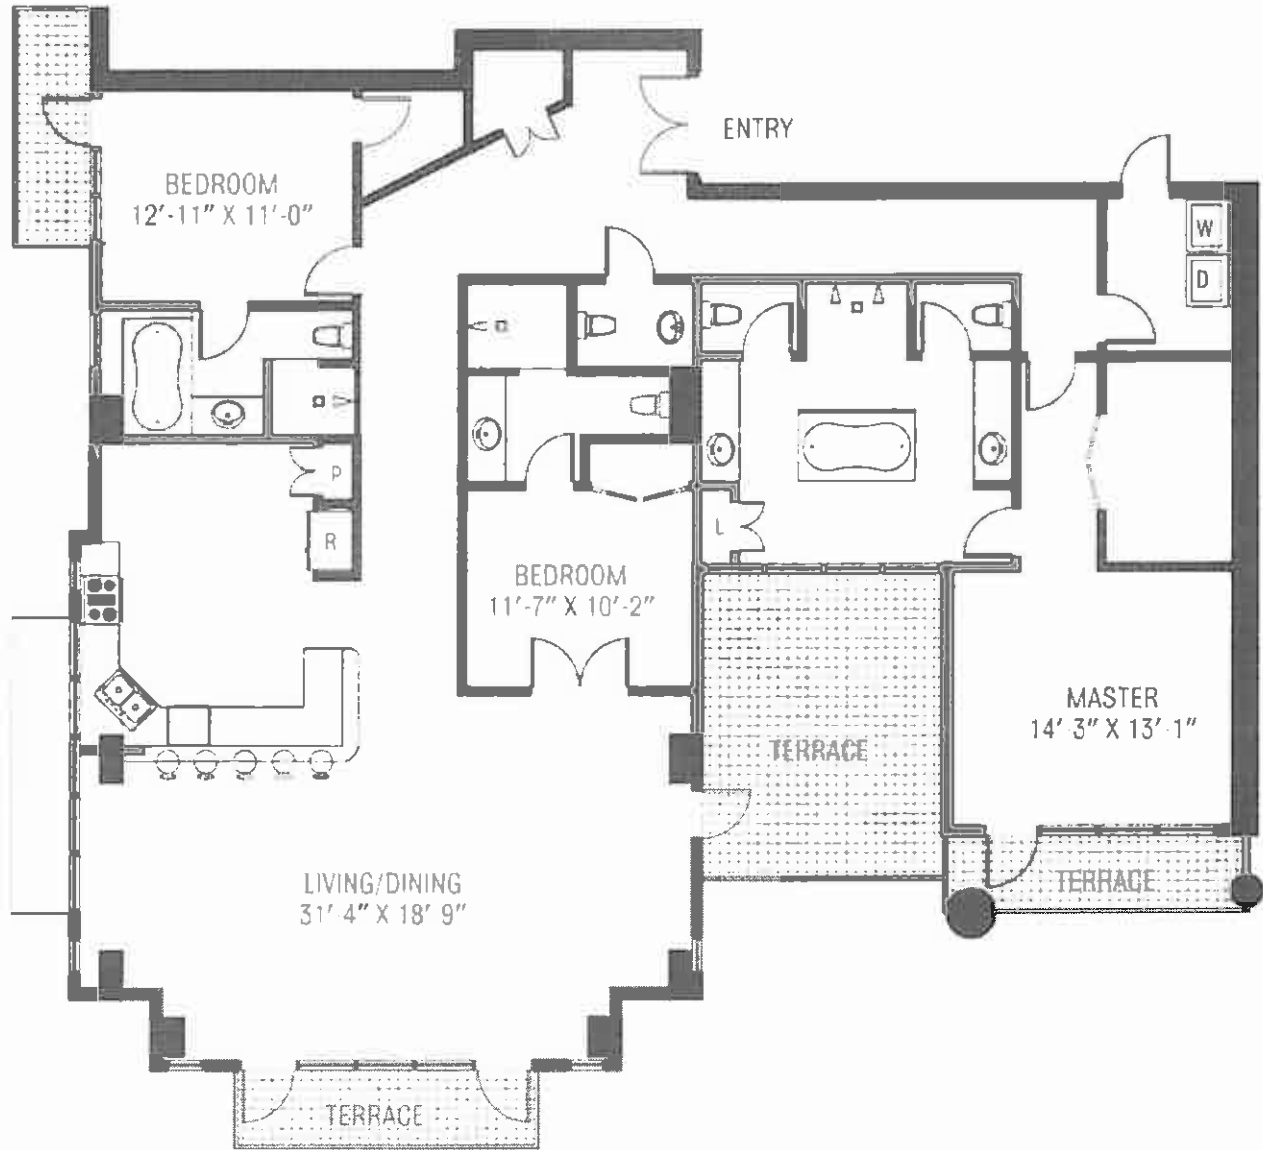 ENTRY
BEDROOM
12'-11" X 11'-0"
W
D
P
R
L
BEDROOM
11'-7" X 10'-2"
MASTER
14'-3" X 13'-1"
TERRACE
TERRACE
LIVING/DINING
31'-4" X 18'-9"
TERRACE